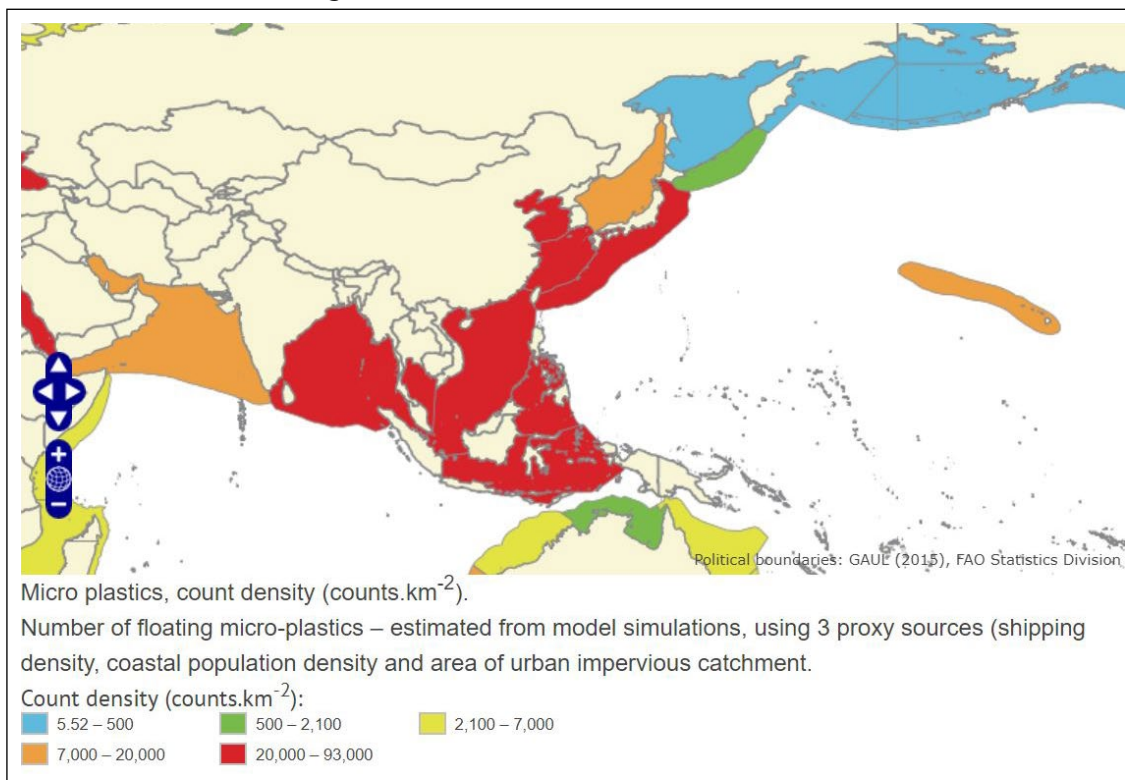 Political boundaries: GAUL (2015), FAO Statistics Division
Micro plastics, count density (counts.km-2).
Number of floating micro-plastics – estimated from model simulations, using 3 proxy sources (shipping
density, coastal population density and area of urban impervious catchment.
Count density (counts.km-2):
5.52 – 500 500 – 2,100 2,100 – 7,000
7,000 – 20,000 20,000 – 93,000